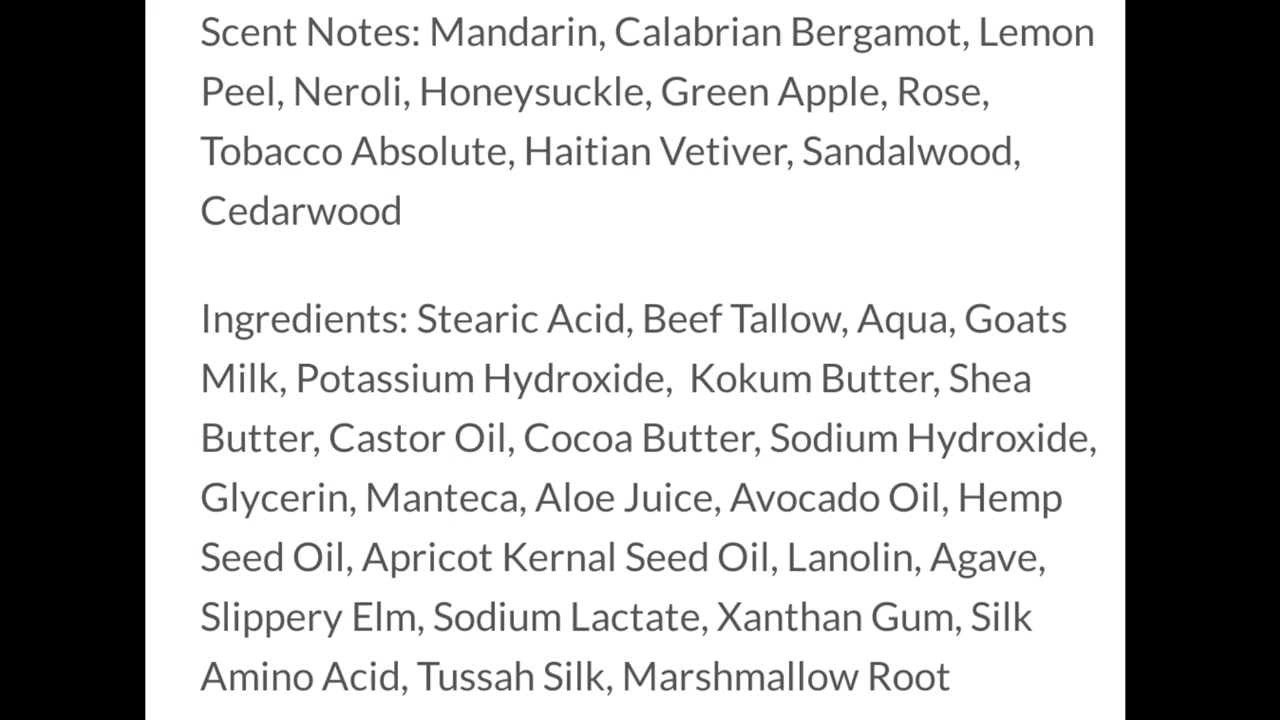 Scent Notes: Mandarin, Calabrian Bergamot, Lemon
Peel, Neroli, Honeysuckle, Green Apple, Rose,
Tobacco Absolute, Haitian Vetiver, Sandalwood,
Cedarwood
Ingredients: Stearic Acid, Beef Tallow, Aqua, Goats
Milk, Potassium Hydroxide,  Kokum Butter, Shea
Butter, Castor Oil, Cocoa Butter, Sodium Hydroxide,
Glycerin, Manteca, Aloe Juice, Avocado Oil, Hemp
Seed Oil, Apricot Kernal Seed Oil, Lanolin, Agave,
Slippery Elm, Sodium Lactate, Xanthan Gum, Silk
Amino Acid, Tussah Silk, Marshmallow Root